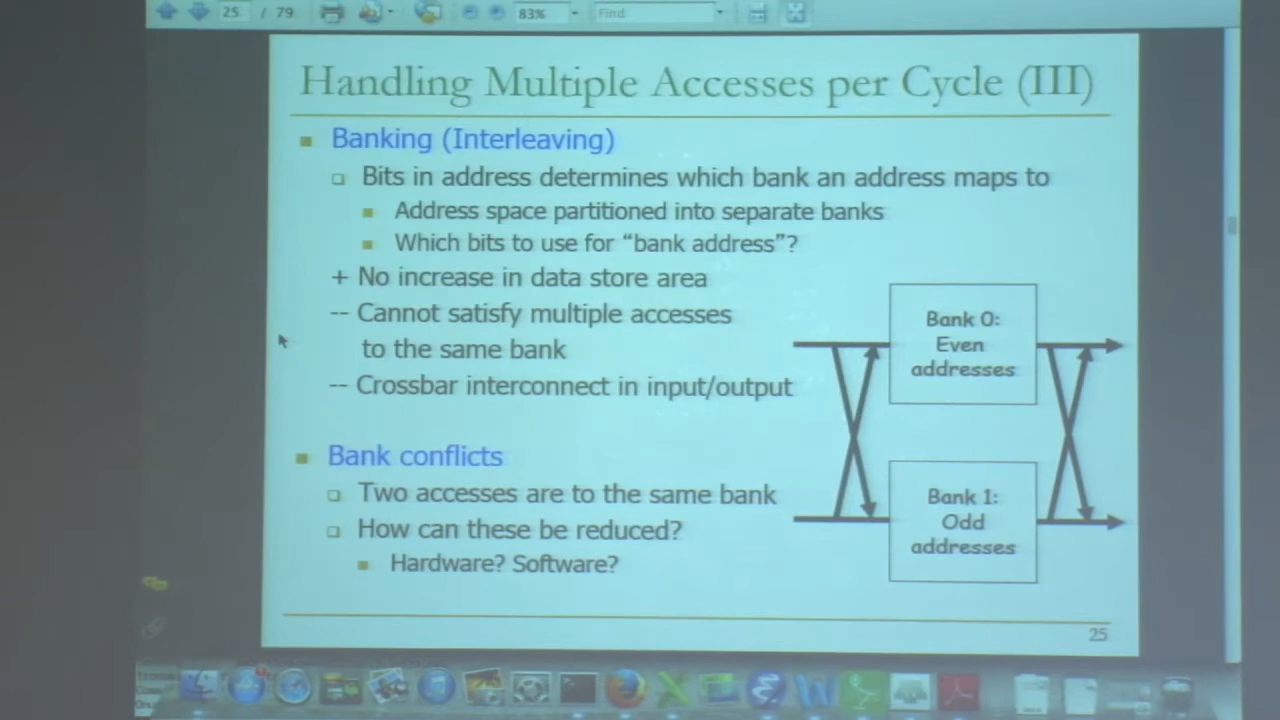 25 / 79
83%
Find
Handling Multiple Accesses per Cycle (III)
Banking (Interleaving)
Bits in address determines which bank an address maps to
Address space partitioned into separate banks
Which bits to use for "bank address"?
+ No increase in data store area
-- Cannot satisfy multiple accesses
to the same bank
-- Crossbar interconnect in input/output
Bank 0:
Even
addresses
Bank conflicts
Two accesses are to the same bank
How can these be reduced?
Hardware? Software?
Bank 1:
Odd
addresses
25